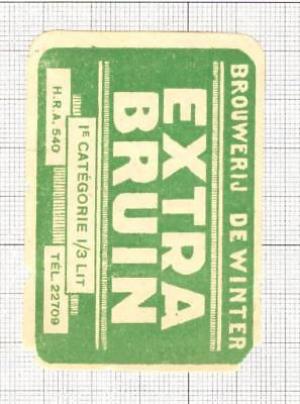 BROUWERIJ DE WINTER
EXTRA
BRUIN
1E CATÉGORIE 1/3 LIT
H.R.A. 540
TÉL. 22709